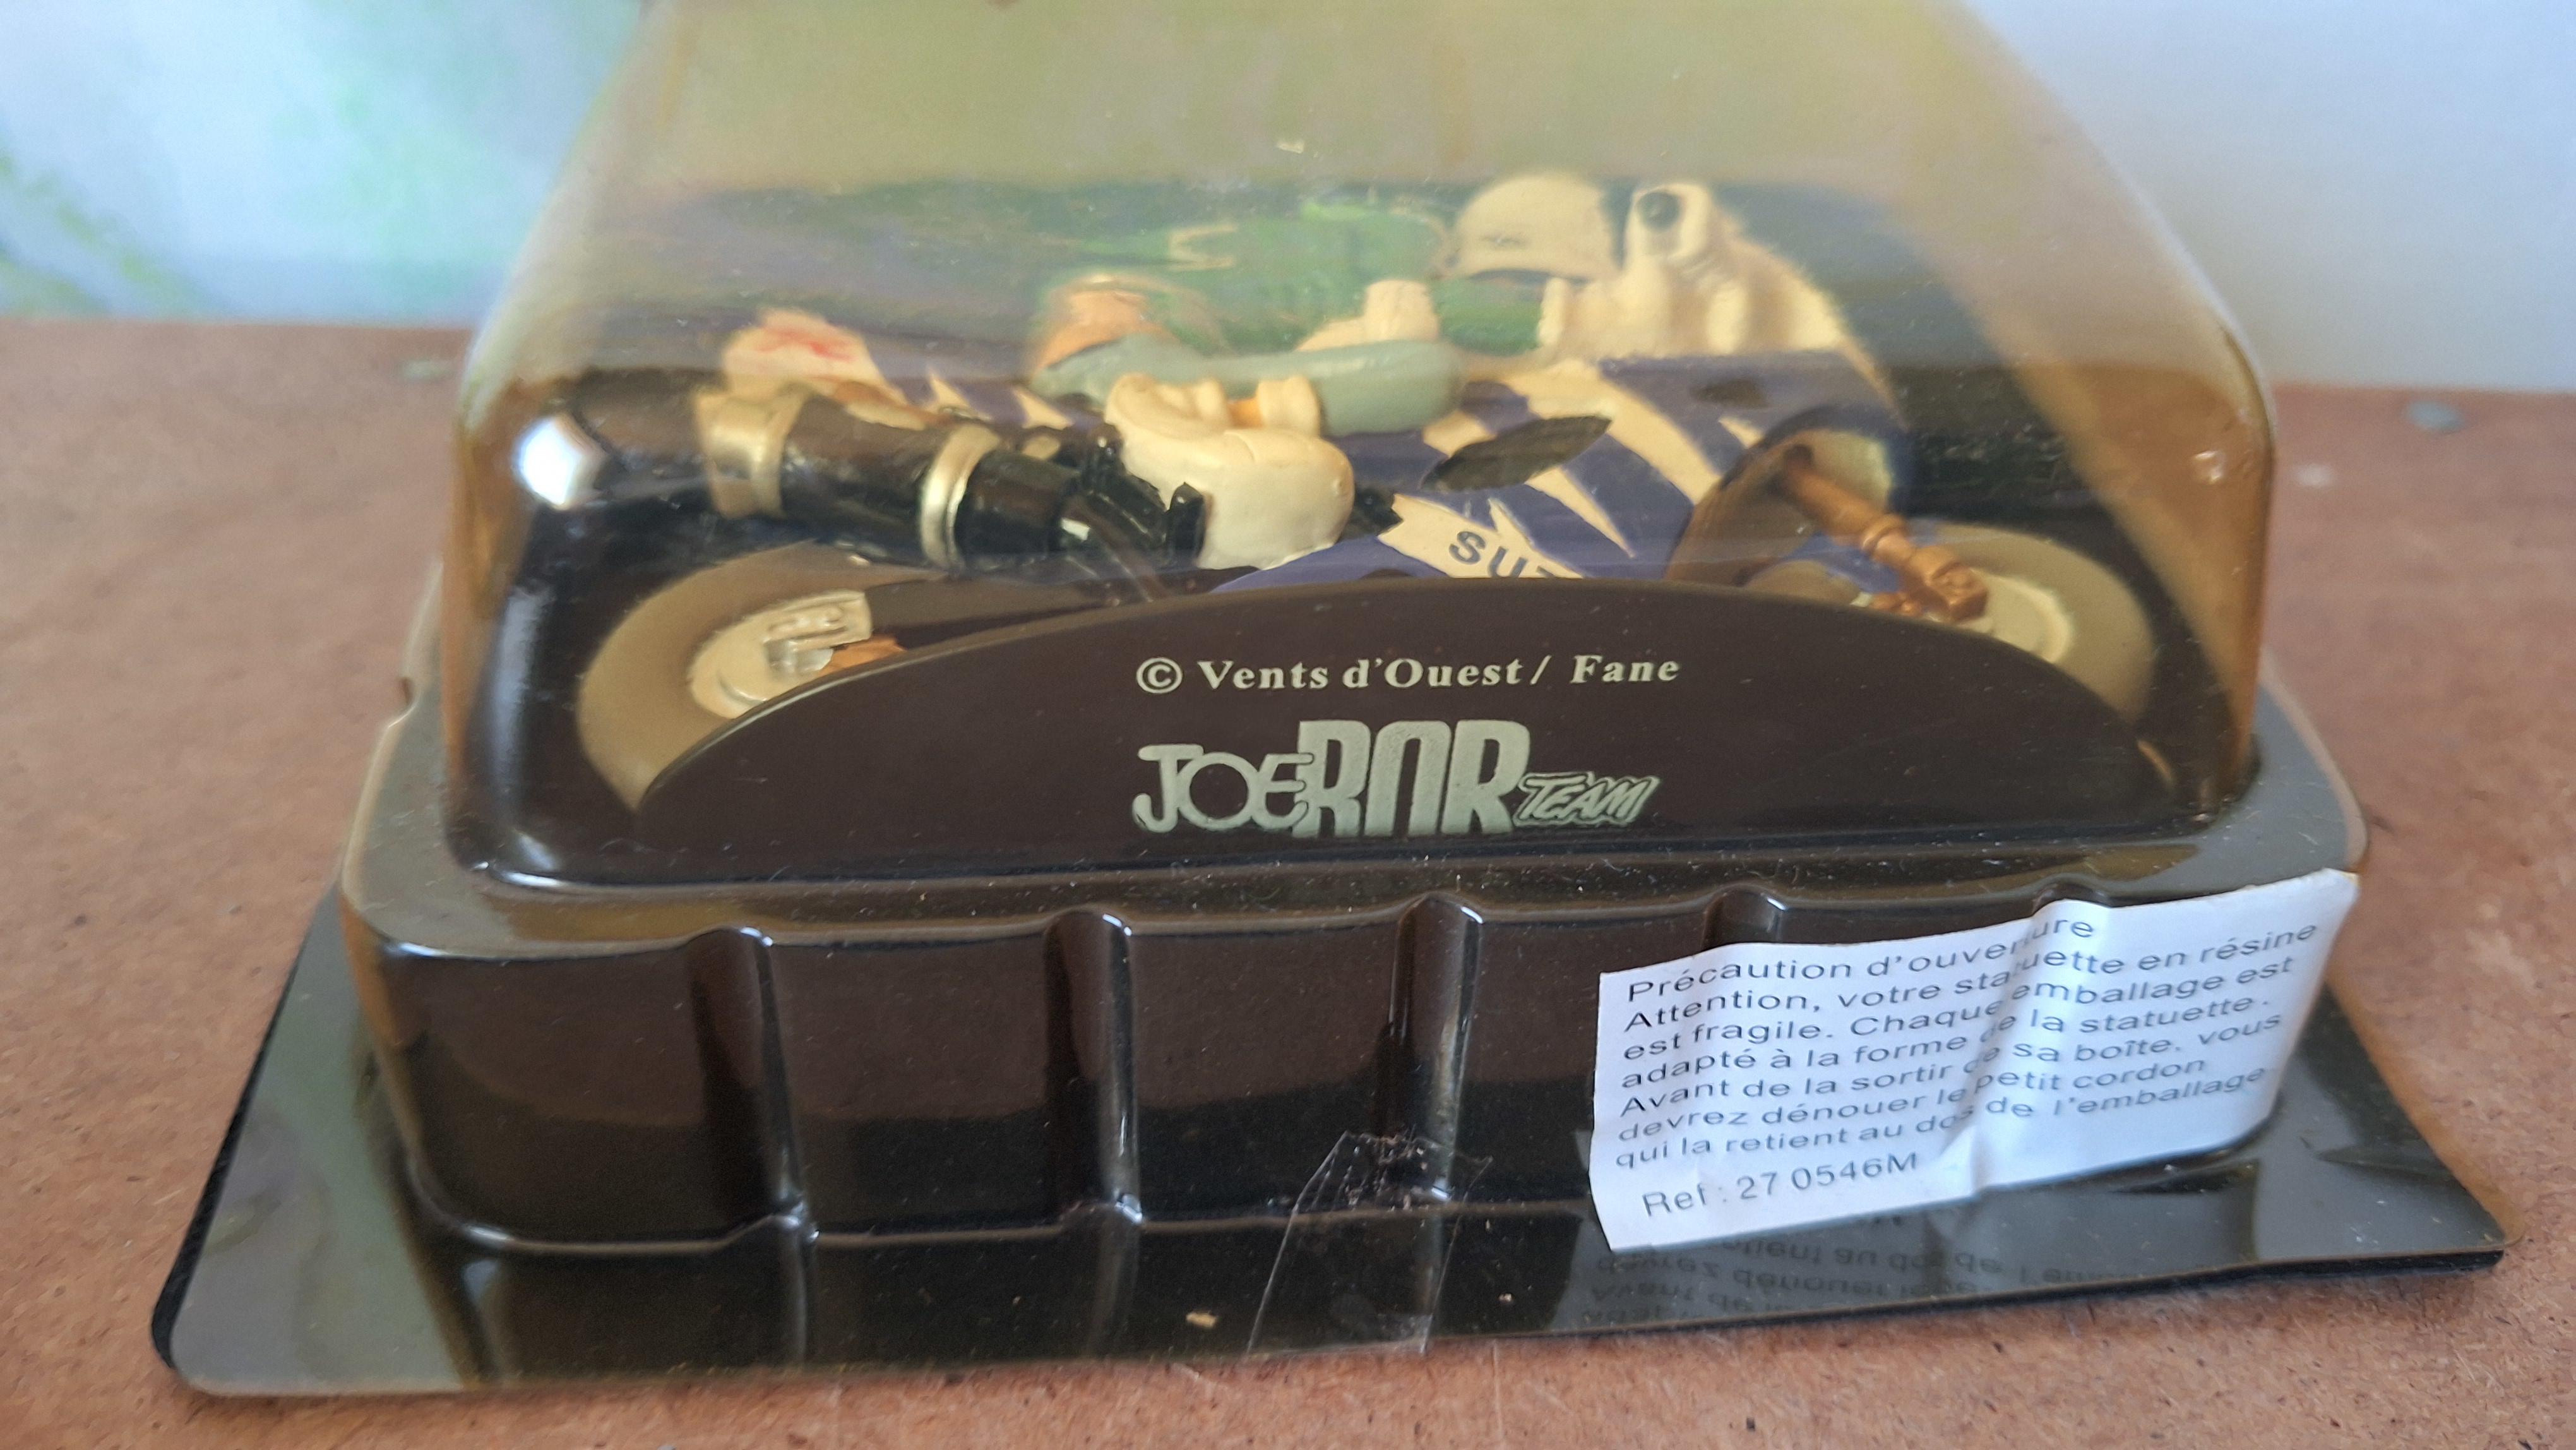 SUZ
© Vents d'Ouest / Fane
JOE BAR TEAM
Précaution d'ouverture
Attention, votre statuette en résine
est fragile. Chaque emballage est
adapté à la forme de la statuette.
Avant de la sortir de sa boîte, vous
devrez dénouer le petit cordon
qui la retient au dos de l'emballage
Ref : 27 0546M